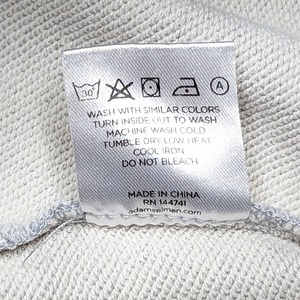 30°
A
WASH WITH SIMILAR COLORS
TURN INSIDE OUT TO WASH
MACHINE WASH COLD
TUMBLE DRY LOW HEAT
COOL IRON
DO NOT BLEACH
MADE IN CHINA
RN 144741
adamselman.com